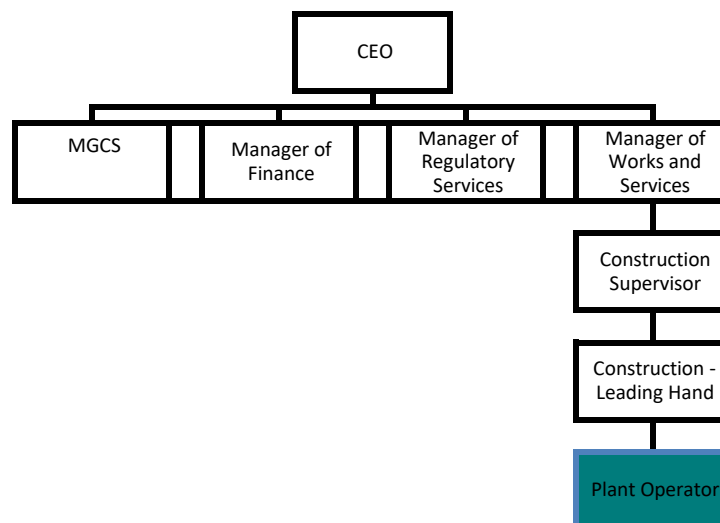 CEO
MGCS
Manager of
Finance
Manager of
Regulatory
Services
Manager of
Works and
Services
Construction
Supervisor
Construction -
Leading Hand
Plant Operator